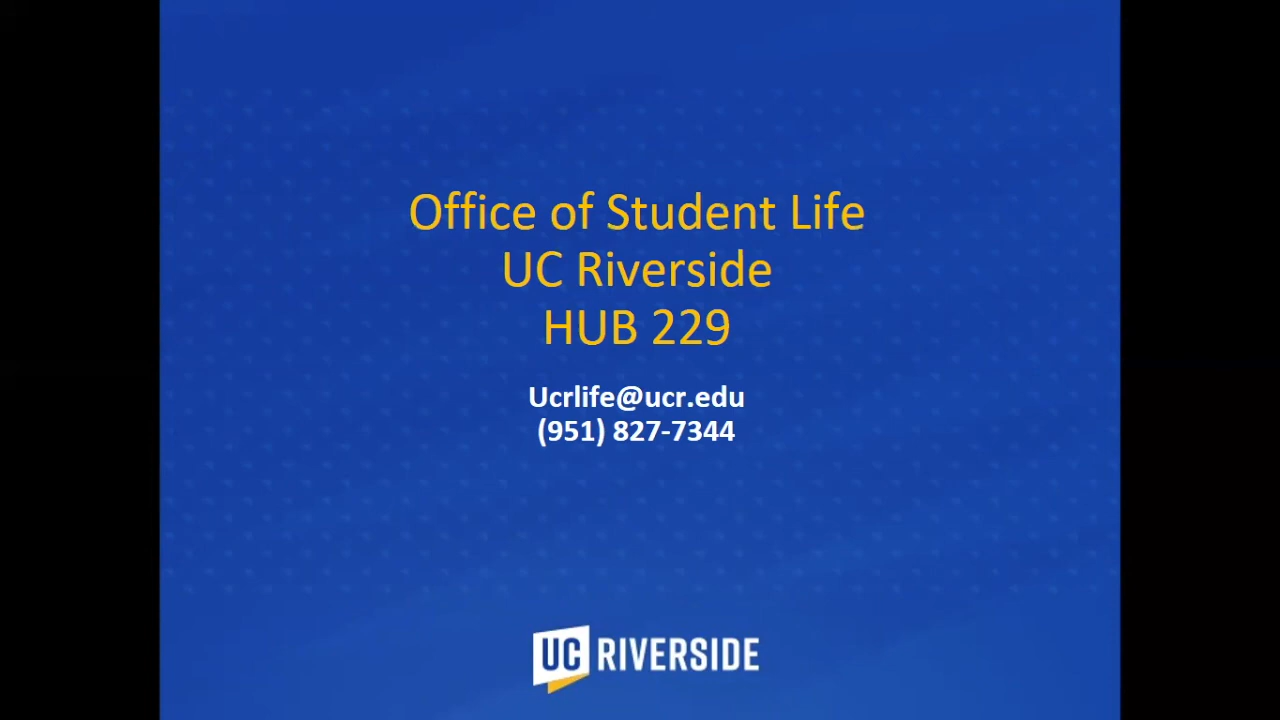 Office of Student Life
UC Riverside
HUB 229
Ucrlife@ucr.edu
(951) 827-7344
UC RIVERSIDE